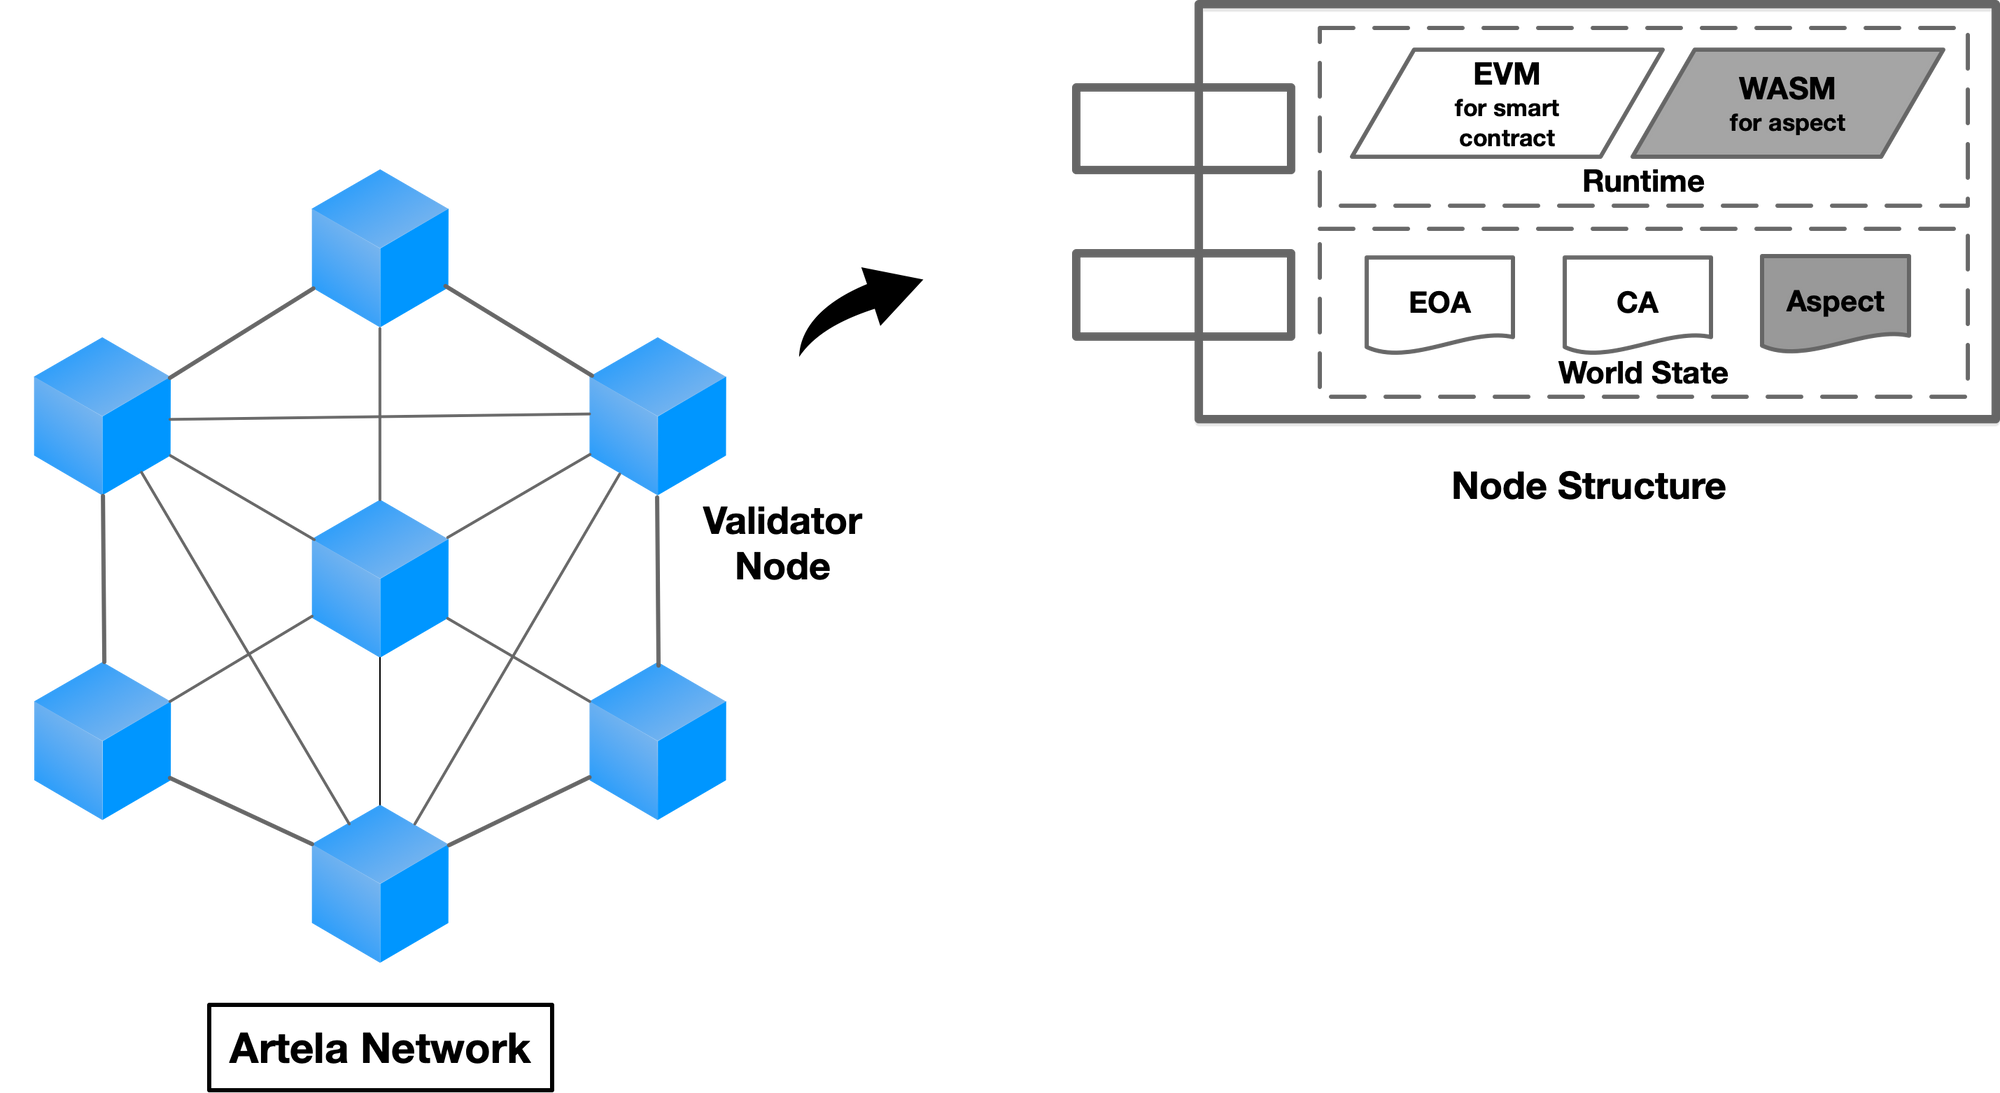 EVM
for smart
contract
WASM
for aspect
Runtime
EOA
CA
Aspect
World State
Node Structure
Validator
Node
Artela Network